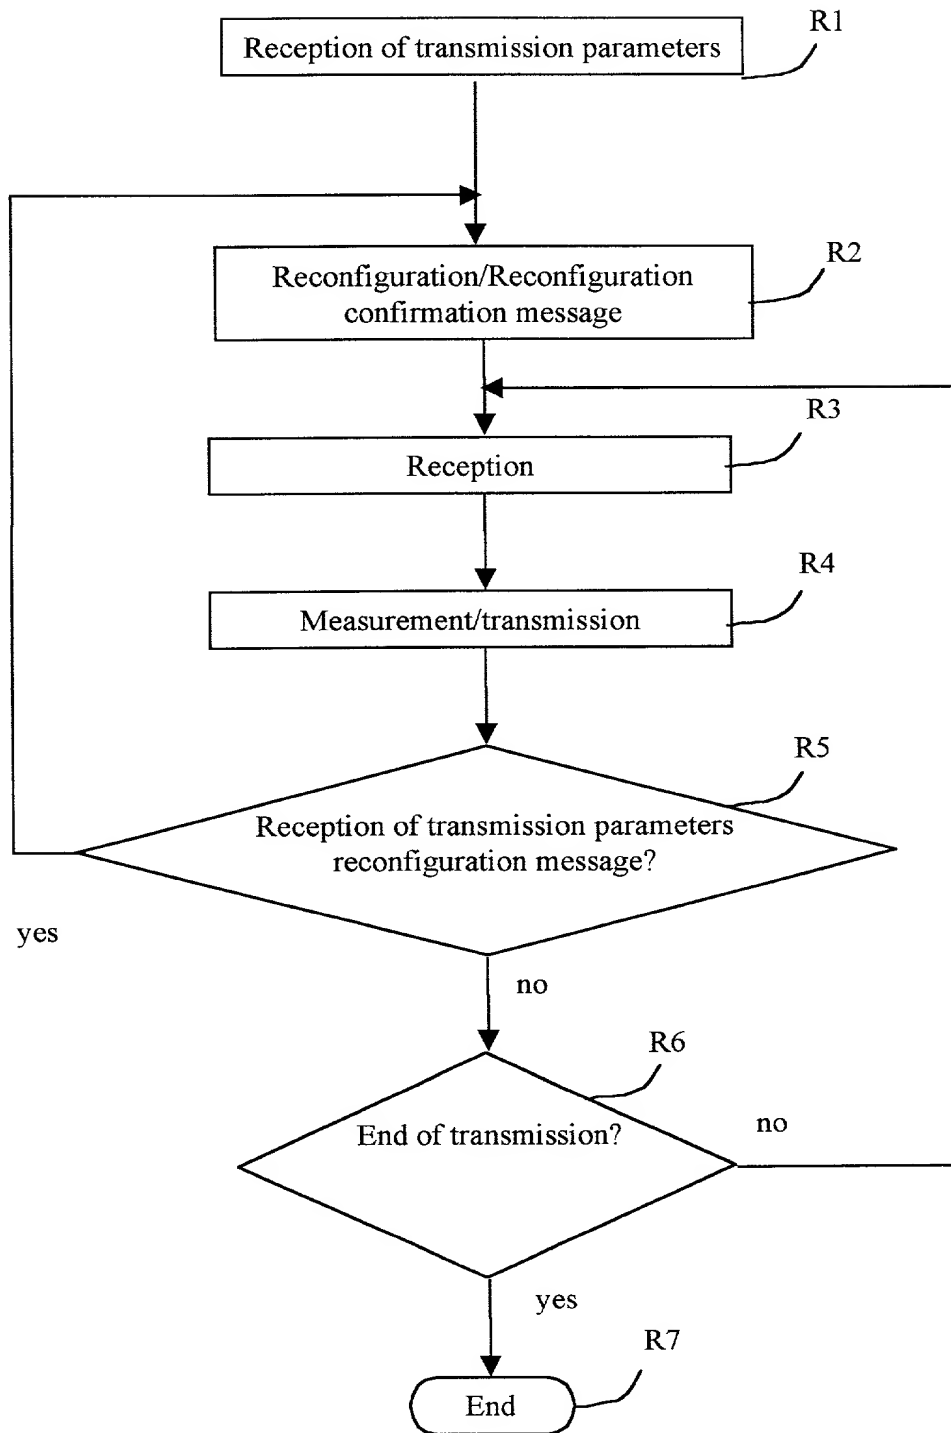 R1
Reception of transmission parameters
R2
Reconfiguration/Reconfiguration
confirmation message
R3
Reception
R4
Measurement/transmission
R5
Reception of transmission parameters
reconfiguration message?
yes
no
R6
End of transmission?
no
yes
R7
End